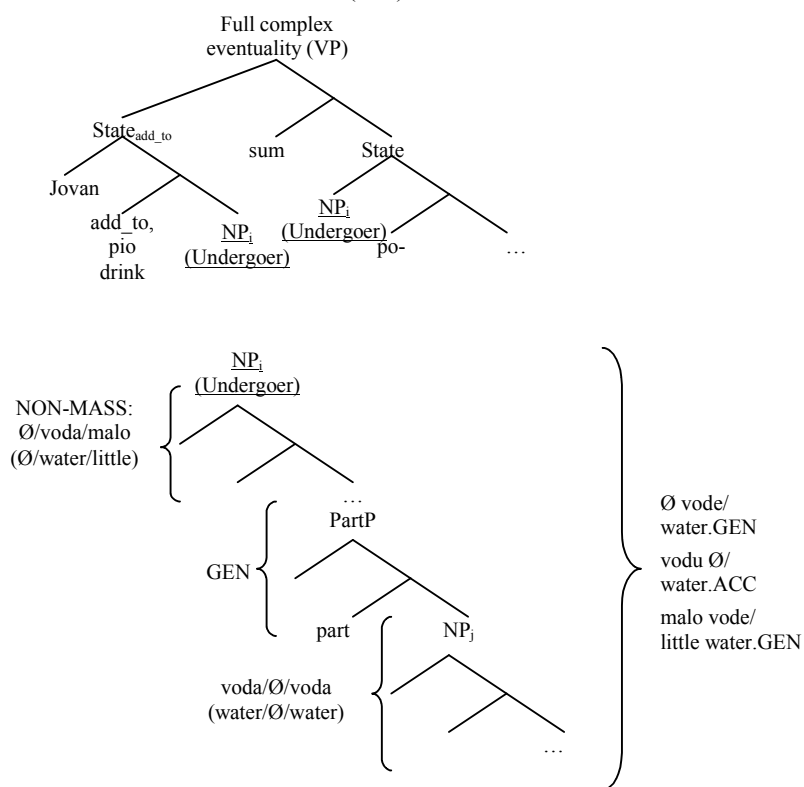 Full complex
eventuality (VP)
State_add_to
sum
State
Jovan
add_to,
pio
drink
NP_i
(Undergoer)
NP_i
(Undergoer)
po-
…
NP_i
(Undergoer)
NON-MASS:
Ø/voda/malo
(Ø/water/little)
…
PartP
GEN
part
NP_j
voda/Ø/voda
(water/Ø/water)
…
Ø vode/
water.GEN
vodu Ø/
water.ACC
malo vode/
little water.GEN